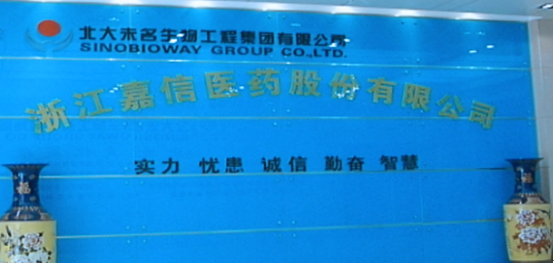 北大未名生物工程集团有限公司
SINOBIOWAY GROUP CO.,LTD.
浙江嘉信医药股份有限公司
实力 忧患 诚信 勤奋 智慧